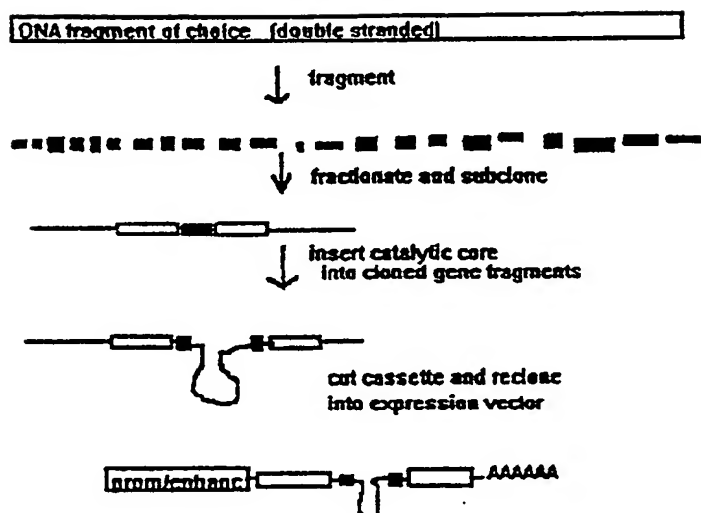 DNA fragment of choice (double stranded)
fragment
fractionate and subclone
insert catalytic core
into cloned gene fragments
cut cassette and reclone
into expression vector
prom/enhanc
AAAAAA